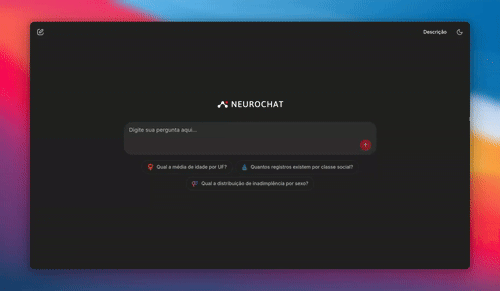 Descrição
NEUROCHAT
Digite sua pergunta aqui...
Qual a média de idade por UF?
Quantos registros existem por classe social?
Qual a distribuição de inadimplência por sexo?